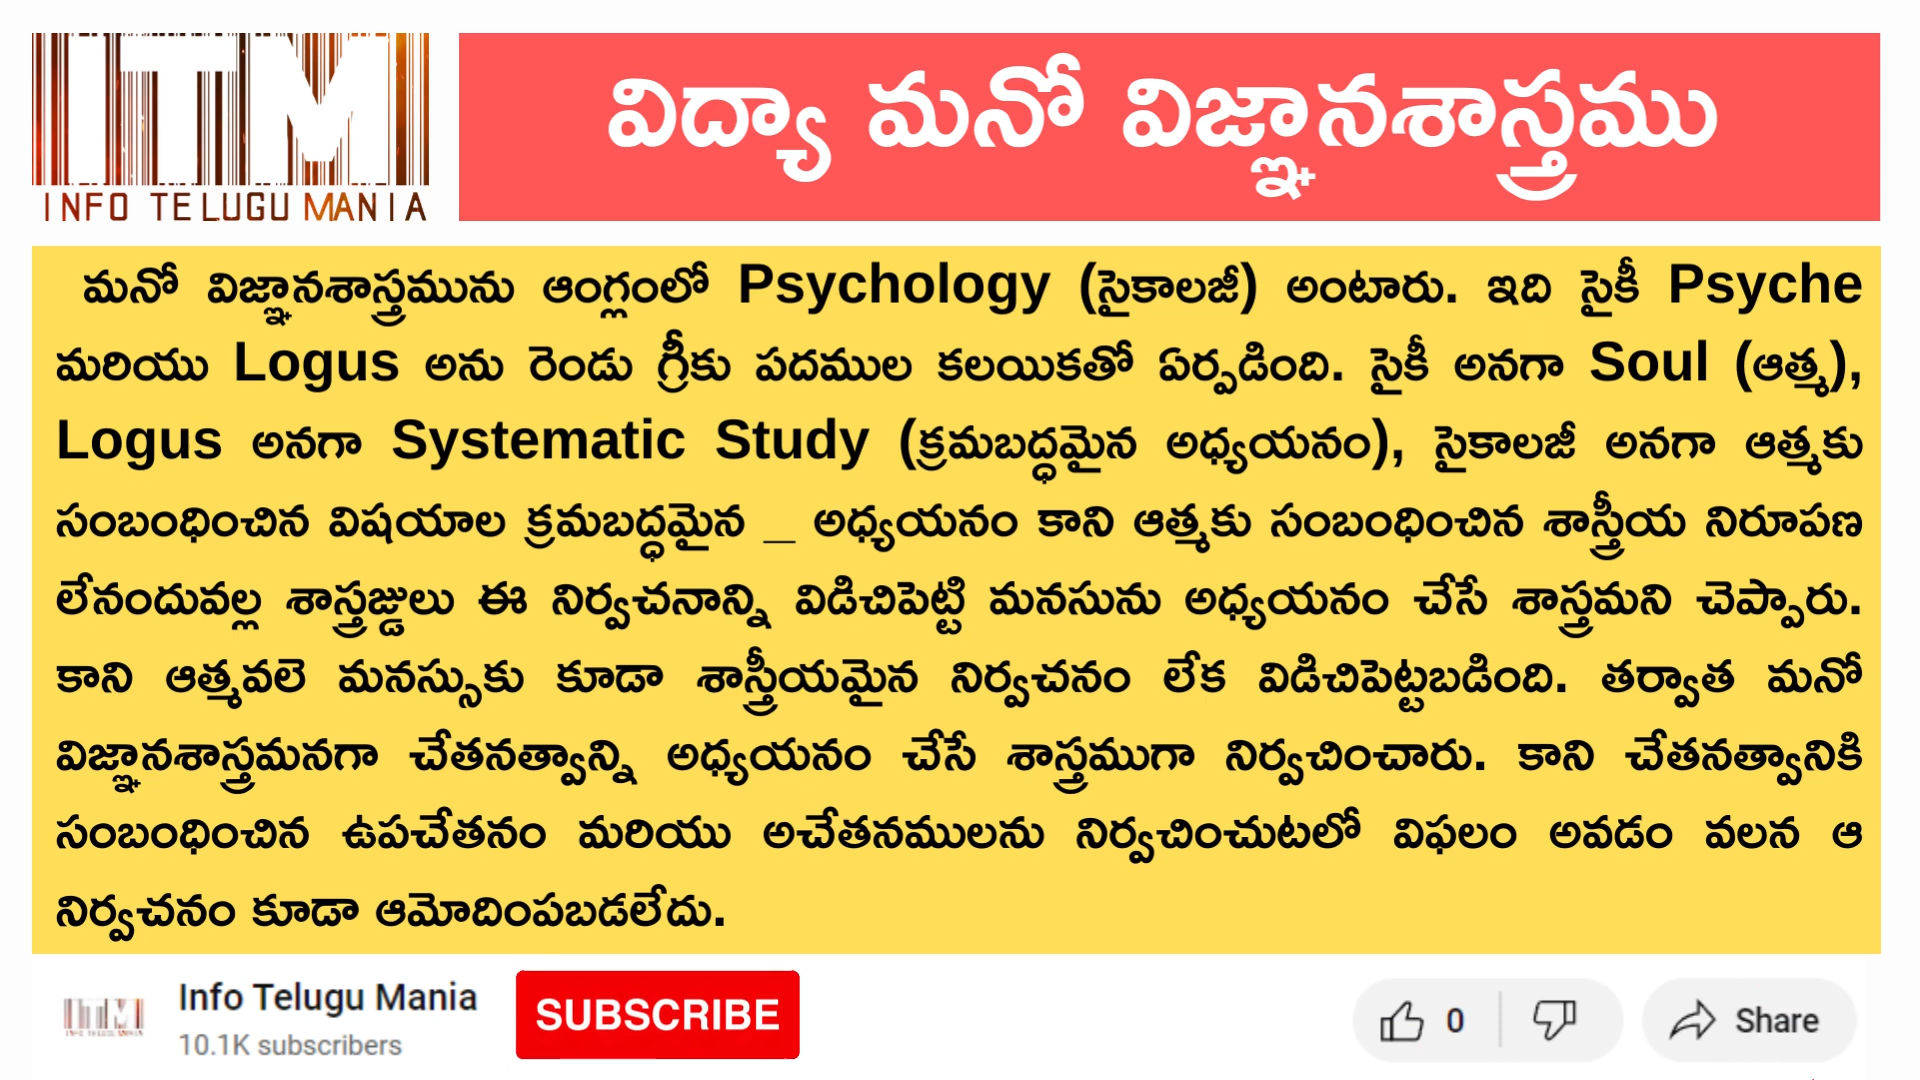 ITM
INFO TELUGU MANIA
విద్యా మనో విజ్ఞానశాస్త్రము
మనో విజ్ఞానశాస్త్రమును ఆంగ్లంలో Psychology (సైకాలజీ) అంటారు. ఇది సైకీ Psyche
మరియు Logus అను రెండు గ్రీకు పదముల కలయికతో ఏర్పడింది. సైకీ అనగా Soul (ఆత్మ),
Logus అనగా Systematic Study (క్రమబద్ధమైన అధ్యయనం), సైకాలజీ అనగా ఆత్మకు
సంబంధించిన విషయాల క్రమబద్ధమైన _ అధ్యయనం కాని ఆత్మకు సంబంధించిన శాస్త్రీయ నిరూపణ
లేనందువల్ల శాస్త్రజ్డులు ఈ నిర్వచనాన్ని విడిచిపెట్టి మనసును అధ్యయనం చేసే శాస్త్రమని చెప్పారు.
కాని ఆత్మవలె మనస్సుకు కూడా శాస్త్రీయమైన నిర్వచనం లేక విడిచిపెట్టబడింది. తర్వాత మనో
విజ్ఞానశాస్త్రమనగా చేతనత్వాన్ని అధ్యయనం చేసే శాస్త్రముగా నిర్వచించారు. కాని చేతనత్వానికి
సంబంధించిన ఉపచేతనం మరియు అచేతనములను నిర్వచించుటలో విఫలం అవడం వలన ఆ
నిర్వచనం కూడా ఆమోదింపబడలేదు.
Info Telugu Mania
10.1K subscribers
SUBSCRIBE
0
Share